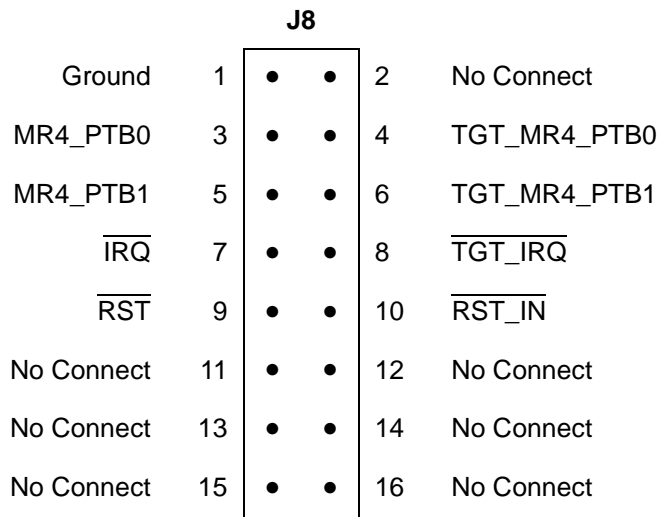 J8
Ground 1 2 No Connect
MR4_PTB0 3 4 TGT_MR4_PTB0
MR4_PTB1 5 6 TGT_MR4_PTB1
IRQ 7 8 TGT_IRQ
RST 9 10 RST_IN
No Connect 11 12 No Connect
No Connect 13 14 No Connect
No Connect 15 16 No Connect